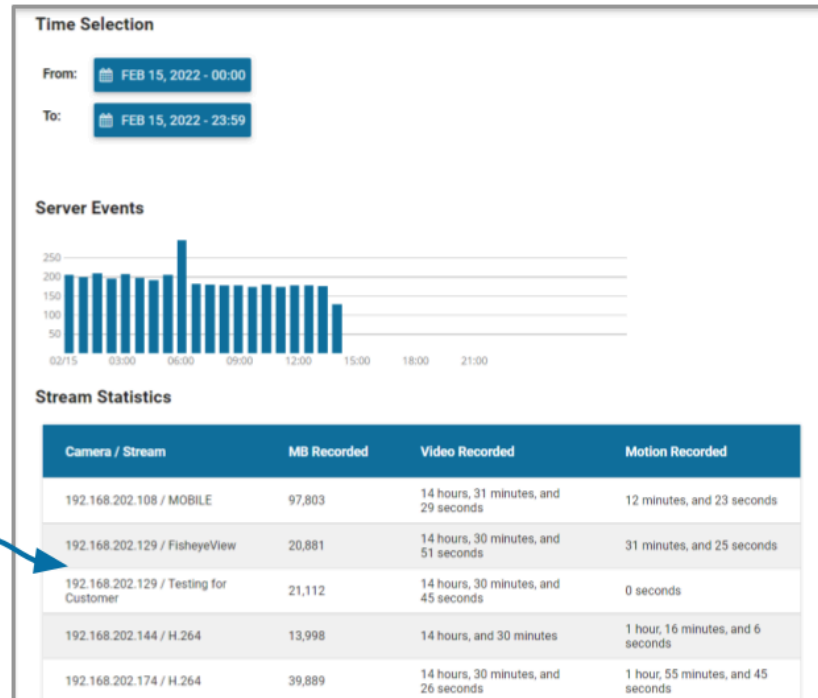 Time Selection
From:
FEB 15, 2022 - 00:00
To:
FEB 15, 2022 - 23:59
Server Events
250
200
150
100
50
02/15 03:00 06:00 09:00 12:00 15:00 18:00 21:00
Stream Statistics
Camera / Stream MB Recorded Video Recorded Motion Recorded
192.168.202.108 / MOBILE 97,803 14 hours, 31 minutes, and
29 seconds 12 minutes, and 23 seconds
192.168.202.129 / FisheyeView 20,881 14 hours, 30 minutes, and
51 seconds 31 minutes, and 25 seconds
192.168.202.129 / Testing for
Customer 21,112 14 hours, 30 minutes, and
45 seconds 0 seconds
192.168.202.144 / H.264 13,998 14 hours, and 30 minutes 1 hour, 16 minutes, and 6
seconds
192.168.202.174 / H.264 39,889 14 hours, 30 minutes, and
26 seconds 1 hour, 55 minutes, and 45
seconds